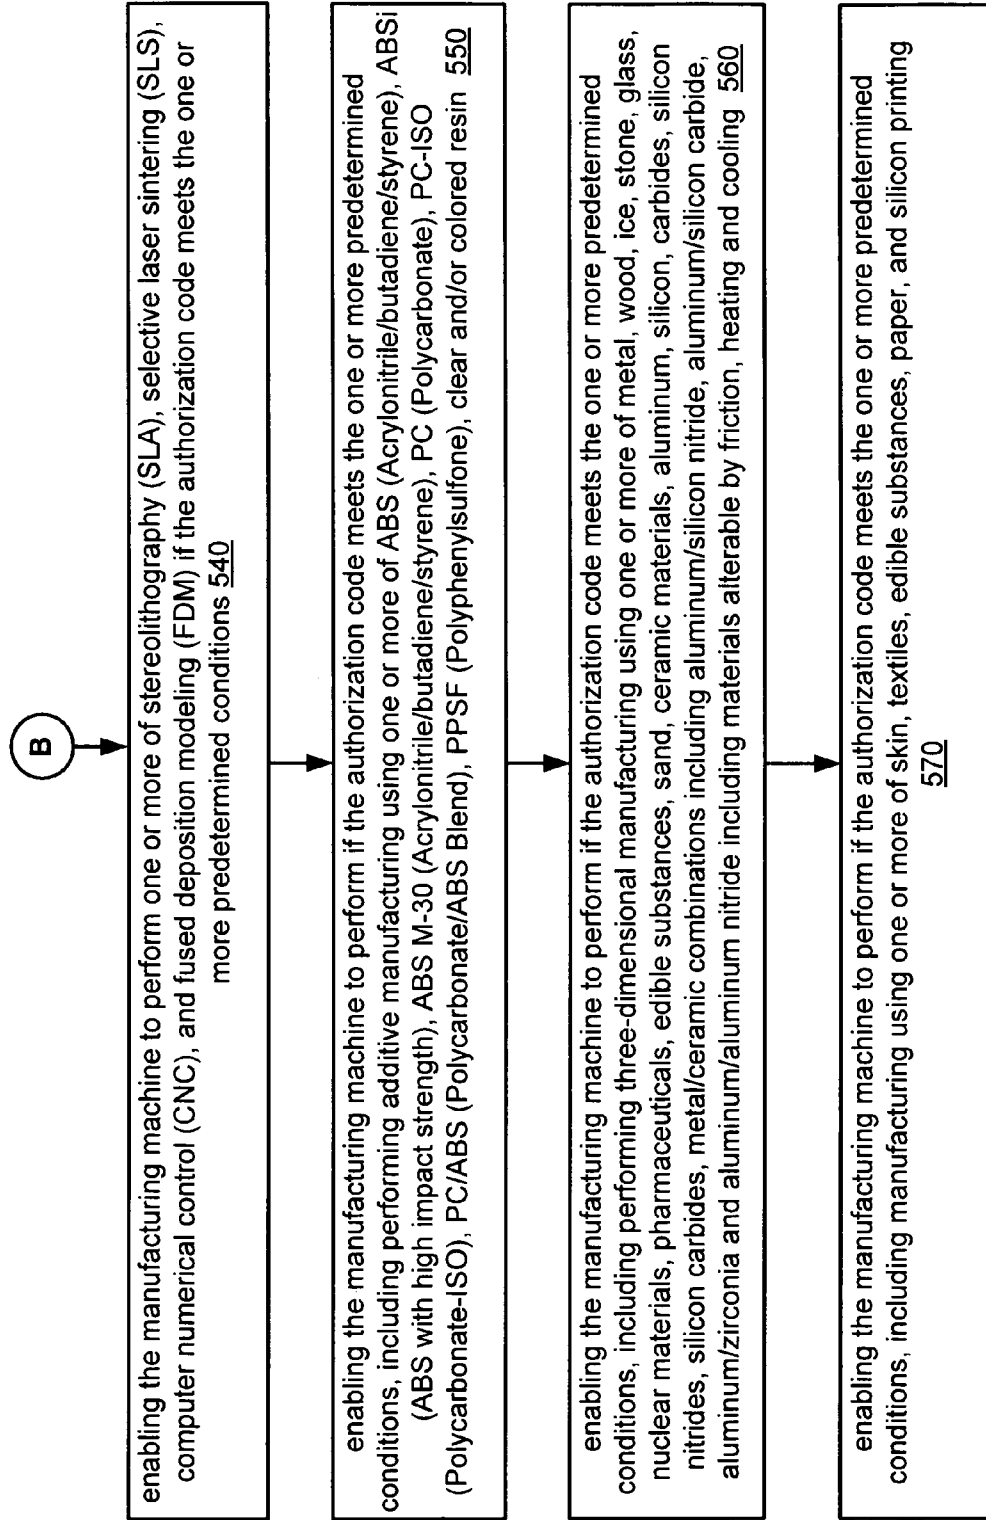 B
enabling the manufacturing machine to perform one or more of stereolithography (SLA), selective laser sintering (SLS),
computer numerical control (CNC), and fused deposition modeling (FDM) if the authorization code meets the one or
more predetermined conditions 540
enabling the manufacturing machine to perform if the authorization code meets the one or more predetermined
conditions, including performing additive manufacturing using one or more of ABS (Acrylonitrile/butadiene/styrene), ABSi
(ABS with high impact strength), ABS M-30 (Acrylonitrile/butadiene/styrene), PC (Polycarbonate), PC-ISO
(Polycarbonate-ISO), PC/ABS (Polycarbonate/ABS Blend), PPSF (Polyphenylsulfone), clear and/or colored resin 550
enabling the manufacturing machine to perform if the authorization code meets the one or more predetermined
conditions, including performing three-dimensional manufacturing using one or more of metal, wood, ice, stone, glass,
nuclear materials, pharmaceuticals, edible substances, sand, ceramic materials, aluminum, silicon, carbides, silicon
nitrides, silicon carbides, metal/ceramic combinations including aluminum/silicon nitride, aluminum/silicon carbide,
aluminum/zirconia and aluminum/aluminum nitride including materials alterable by friction, heating and cooling 560
enabling the manufacturing machine to perform if the authorization code meets the one or more predetermined
conditions, including manufacturing using one or more of skin, textiles, edible substances, paper, and silicon printing
570